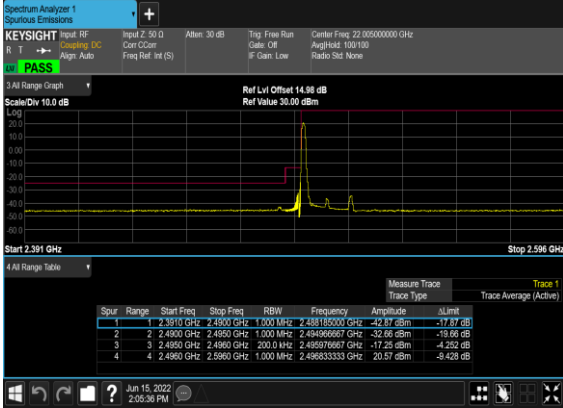 Spectrum Analyzer 1
Spurious Emissions
+
KEYSIGHT Input: RF Input Z: 50 Ω Atten: 30 dB Trig: Free Run Center Freq: 22.005000000 GHz
R T Coupling: DC Corr CCorr Gate: Off Avg|Hold: 100/100
Align: Auto Freq Ref: Int (S) IF Gain: Low Radio Std: None
PASS
3 All Range Graph
Ref Lvl Offset 14.98 dB
Scale/Div 10.0 dB Ref Value 30.00 dBm
Log
20.0
10.0
0.00
-10.0
-20.0
-30.0
-40.0
-50.0
-60.0
Start 2.391 GHz Stop 2.596 GHz
4 All Range Table
Measure Trace Trace 1
Trace Type Trace Average (Active)
Spur Range Start Freq Stop Freq RBW Frequency Amplitude ΔLimit
1 1 2.3910 GHz 2.4900 GHz 1.000 MHz 2.488185000 GHz -42.87 dBm -17.87 dB
2 2 2.4900 GHz 2.4950 GHz 1.000 MHz 2.494966667 GHz -32.66 dBm -19.66 dB
3 3 2.4950 GHz 2.4960 GHz 200.0 kHz 2.495976667 GHz -17.25 dBm -4.252 dB
4 4 2.4960 GHz 2.5960 GHz 1.000 MHz 2.496833333 GHz 20.57 dBm -9.428 dB
?
Jun 15, 2022
2:05:36 PM